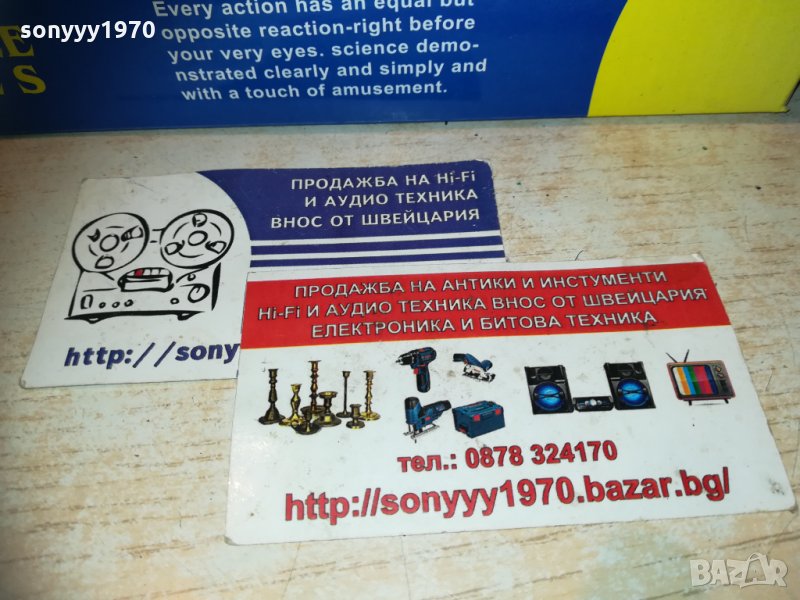 sonyyy1970
Every action has an equal but
opposite reaction-right before
your very eyes. science demo-
nstrated clearly and simply and
with a touch of amusement.
ПРОДАЖБА НА Hi-Fi
И АУДИО ТЕХНИКА
ВНОС ОТ ШВЕЙЦАРИЯ
http://sony
ПРОДАЖБА НА АНТИКИ И ИНСТУМЕНТИ
Hi-Fi И АУДИО ТЕХНИКА ВНОС ОТ ШВЕЙЦАРИЯ
ЕЛЕКТРОНИКА И БИТОВА ТЕХНИКА
тел.: 0878 324170
http://sonyyy1970.bazar.bg/
sonyyy1970
BAZAR